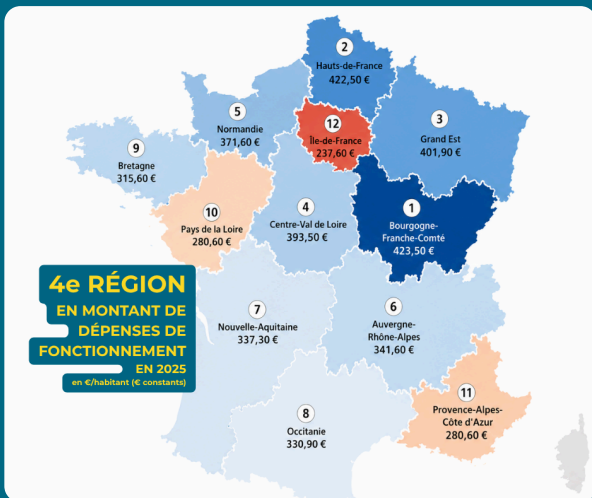 2
Hauts-de-France
422,50 €
5
Normandie
371,60 €
12
Île-de-France
237,60 €
3
Grand Est
401,90 €
9
Bretagne
315,60 €
10
Pays de la Loire
280,60 €
4
Centre-Val de Loire
393,50 €
1
Bourgogne-
Franche-Comté
423,50 €
4e RÉGION
EN MONTANT DE
DÉPENSES DE
FONCTIONNEMENT
EN 2025
en €/habitant (€ constants)
7
Nouvelle-Aquitaine
337,30 €
6
Auvergne-
Rhône-Alpes
341,60 €
8
Occitanie
330,90 €
11
Provence-Alpes-
Côte d'Azur
280,60 €